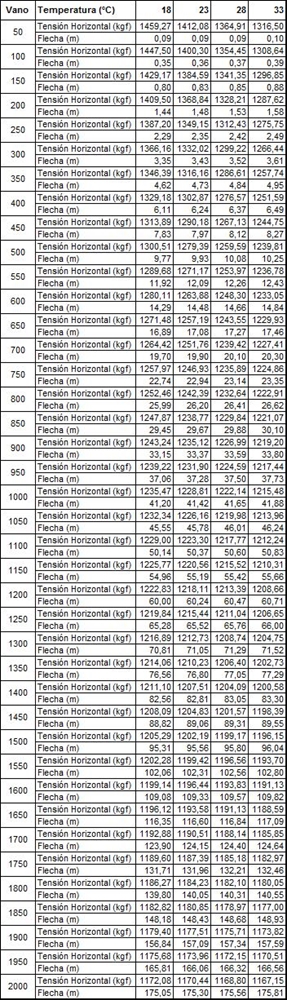 Vano Temperatura (ºC) 18 23 28 33
50 Tensión Horizontal (kgf) 1459,27 1412,08 1364,91 1316,50
Flecha (m) 0,09 0,09 0,09 0,10
100 Tensión Horizontal (kgf) 1447,50 1400,30 1354,45 1308,64
Flecha (m) 0,35 0,36 0,37 0,39
150 Tensión Horizontal (kgf) 1429,17 1384,59 1341,35 1296,85
Flecha (m) 0,80 0,83 0,85 0,88
200 Tensión Horizontal (kgf) 1409,50 1368,84 1328,21 1287,62
Flecha (m) 1,44 1,48 1,53 1,58
250 Tensión Horizontal (kgf) 1387,20 1349,15 1312,43 1275,75
Flecha (m) 2,29 2,35 2,42 2,49
300 Tensión Horizontal (kgf) 1366,16 1332,02 1299,22 1266,44
Flecha (m) 3,35 3,43 3,52 3,61
350 Tensión Horizontal (kgf) 1346,39 1316,16 1286,61 1257,74
Flecha (m) 4,62 4,73 4,84 4,95
400 Tensión Horizontal (kgf) 1329,18 1302,87 1276,57 1251,59
Flecha (m) 6,11 6,24 6,37 6,49
450 Tensión Horizontal (kgf) 1313,89 1290,18 1267,13 1244,75
Flecha (m) 7,83 7,97 8,12 8,27
500 Tensión Horizontal (kgf) 1300,51 1279,39 1259,59 1239,81
Flecha (m) 9,77 9,93 10,08 10,25
550 Tensión Horizontal (kgf) 1289,68 1271,17 1253,97 1236,78
Flecha (m) 11,92 12,09 12,26 12,43
600 Tensión Horizontal (kgf) 1280,11 1263,88 1248,30 1233,05
Flecha (m) 14,29 14,48 14,66 14,84
650 Tensión Horizontal (kgf) 1271,48 1257,19 1243,55 1229,93
Flecha (m) 16,89 17,08 17,27 17,46
700 Tensión Horizontal (kgf) 1264,42 1251,76 1239,42 1227,41
Flecha (m) 19,70 19,90 20,10 20,30
750 Tensión Horizontal (kgf) 1257,97 1246,93 1235,89 1224,86
Flecha (m) 22,74 22,94 23,14 23,35
800 Tensión Horizontal (kgf) 1252,46 1242,39 1232,64 1222,91
Flecha (m) 25,99 26,20 26,41 26,62
850 Tensión Horizontal (kgf) 1247,87 1238,77 1229,84 1221,07
Flecha (m) 29,45 29,67 29,88 30,10
900 Tensión Horizontal (kgf) 1243,24 1235,12 1226,99 1219,20
Flecha (m) 33,15 33,37 33,59 33,80
950 Tensión Horizontal (kgf) 1239,22 1231,90 1224,59 1217,44
Flecha (m) 37,06 37,28 37,50 37,73
1000 Tensión Horizontal (kgf) 1235,47 1228,81 1222,14 1215,48
Flecha (m) 41,20 41,42 41,65 41,88
1050 Tensión Horizontal (kgf) 1232,34 1226,16 1219,98 1213,96
Flecha (m) 45,55 45,78 46,01 46,24
1100 Tensión Horizontal (kgf) 1229,00 1223,30 1217,77 1212,24
Flecha (m) 50,14 50,37 50,60 50,83
1150 Tensión Horizontal (kgf) 1225,77 1220,56 1215,52 1210,31
Flecha (m) 54,96 55,19 55,42 55,66
1200 Tensión Horizontal (kgf) 1222,83 1218,11 1213,39 1208,66
Flecha (m) 60,00 60,24 60,47 60,71
1250 Tensión Horizontal (kgf) 1219,84 1215,44 1211,04 1206,65
Flecha (m) 65,28 65,52 65,76 66,00
1300 Tensión Horizontal (kgf) 1216,89 1212,73 1208,74 1204,75
Flecha (m) 70,81 71,05 71,29 71,52
1350 Tensión Horizontal (kgf) 1214,06 1210,23 1206,40 1202,73
Flecha (m) 76,56 76,80 77,05 77,29
1400 Tensión Horizontal (kgf) 1211,10 1207,51 1204,09 1200,58
Flecha (m) 82,56 82,81 83,05 83,30
1450 Tensión Horizontal (kgf) 1208,09 1204,83 1201,57 1198,39
Flecha (m) 88,82 89,06 89,31 89,55
1500 Tensión Horizontal (kgf) 1205,29 1202,19 1199,17 1196,15
Flecha (m) 95,31 95,56 95,80 96,04
1550 Tensión Horizontal (kgf) 1202,28 1199,42 1196,56 1193,70
Flecha (m) 102,06 102,31 102,56 102,80
1600 Tensión Horizontal (kgf) 1199,14 1196,44 1193,83 1191,13
Flecha (m) 109,08 109,33 109,57 109,82
1650 Tensión Horizontal (kgf) 1196,12 1193,58 1191,13 1188,59
Flecha (m) 116,35 116,60 116,84 117,09
1700 Tensión Horizontal (kgf) 1192,88 1190,51 1188,14 1185,85
Flecha (m) 123,90 124,15 124,40 124,64
1750 Tensión Horizontal (kgf) 1189,60 1187,39 1185,18 1182,97
Flecha (m) 131,71 131,96 132,21 132,46
1800 Tensión Horizontal (kgf) 1186,27 1184,23 1182,10 1180,05
Flecha (m) 139,80 140,05 140,31 140,55
1850 Tensión Horizontal (kgf) 1182,82 1180,85 1178,97 1177,00
Flecha (m) 148,18 148,43 148,68 148,93
1900 Tensión Horizontal (kgf) 1179,40 1177,51 1175,71 1173,82
Flecha (m) 156,84 157,09 157,34 157,59
1950 Tensión Horizontal (kgf) 1175,68 1173,96 1172,15 1170,51
Flecha (m) 165,81 166,06 166,32 166,56
2000 Tensión Horizontal (kgf) 1172,08 1170,44 1168,80 1167,15
Flecha (m) 175,05 175,30 175,56 175,81